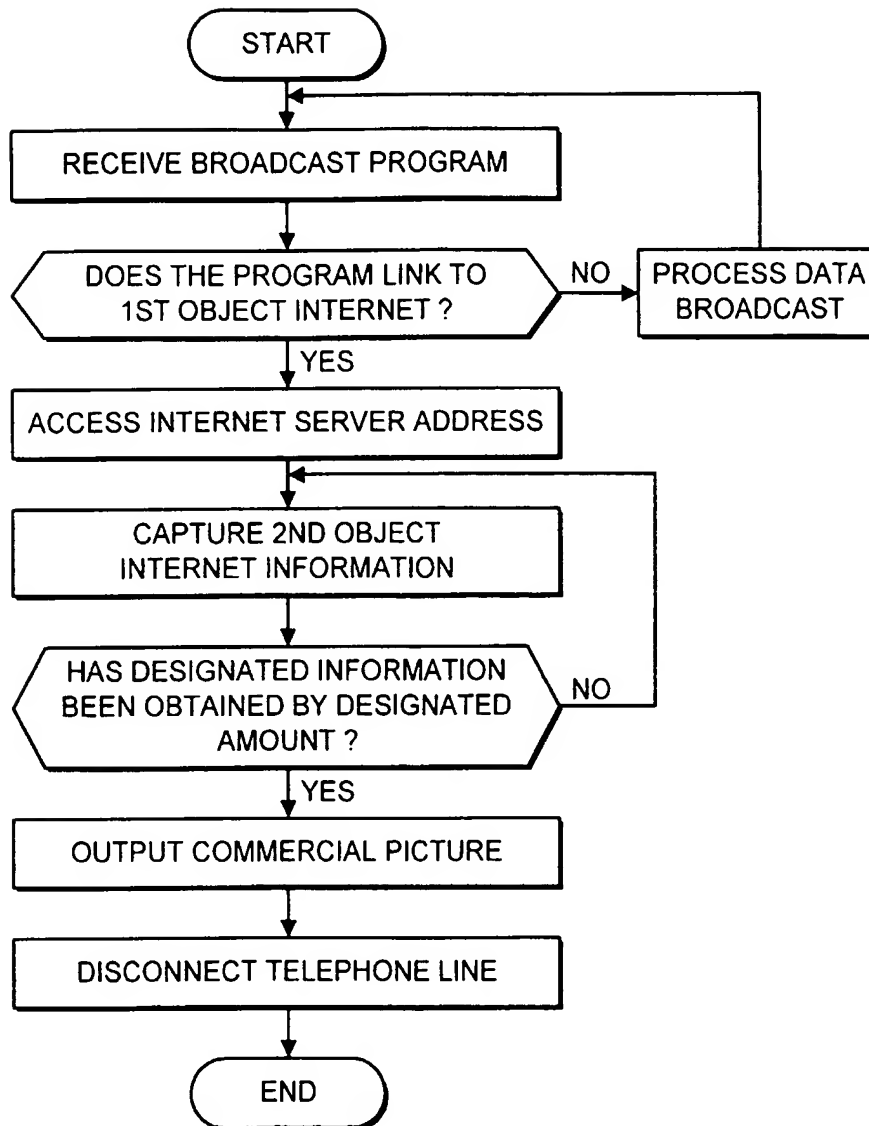 START
RECEIVE BROADCAST PROGRAM
DOES THE PROGRAM LINK TO
1ST OBJECT INTERNET ?
NO
PROCESS DATA
BROADCAST
YES
ACCESS INTERNET SERVER ADDRESS
CAPTURE 2ND OBJECT
INTERNET INFORMATION
HAS DESIGNATED INFORMATION
BEEN OBTAINED BY DESIGNATED
AMOUNT ?
NO
YES
OUTPUT COMMERCIAL PICTURE
DISCONNECT TELEPHONE LINE
END